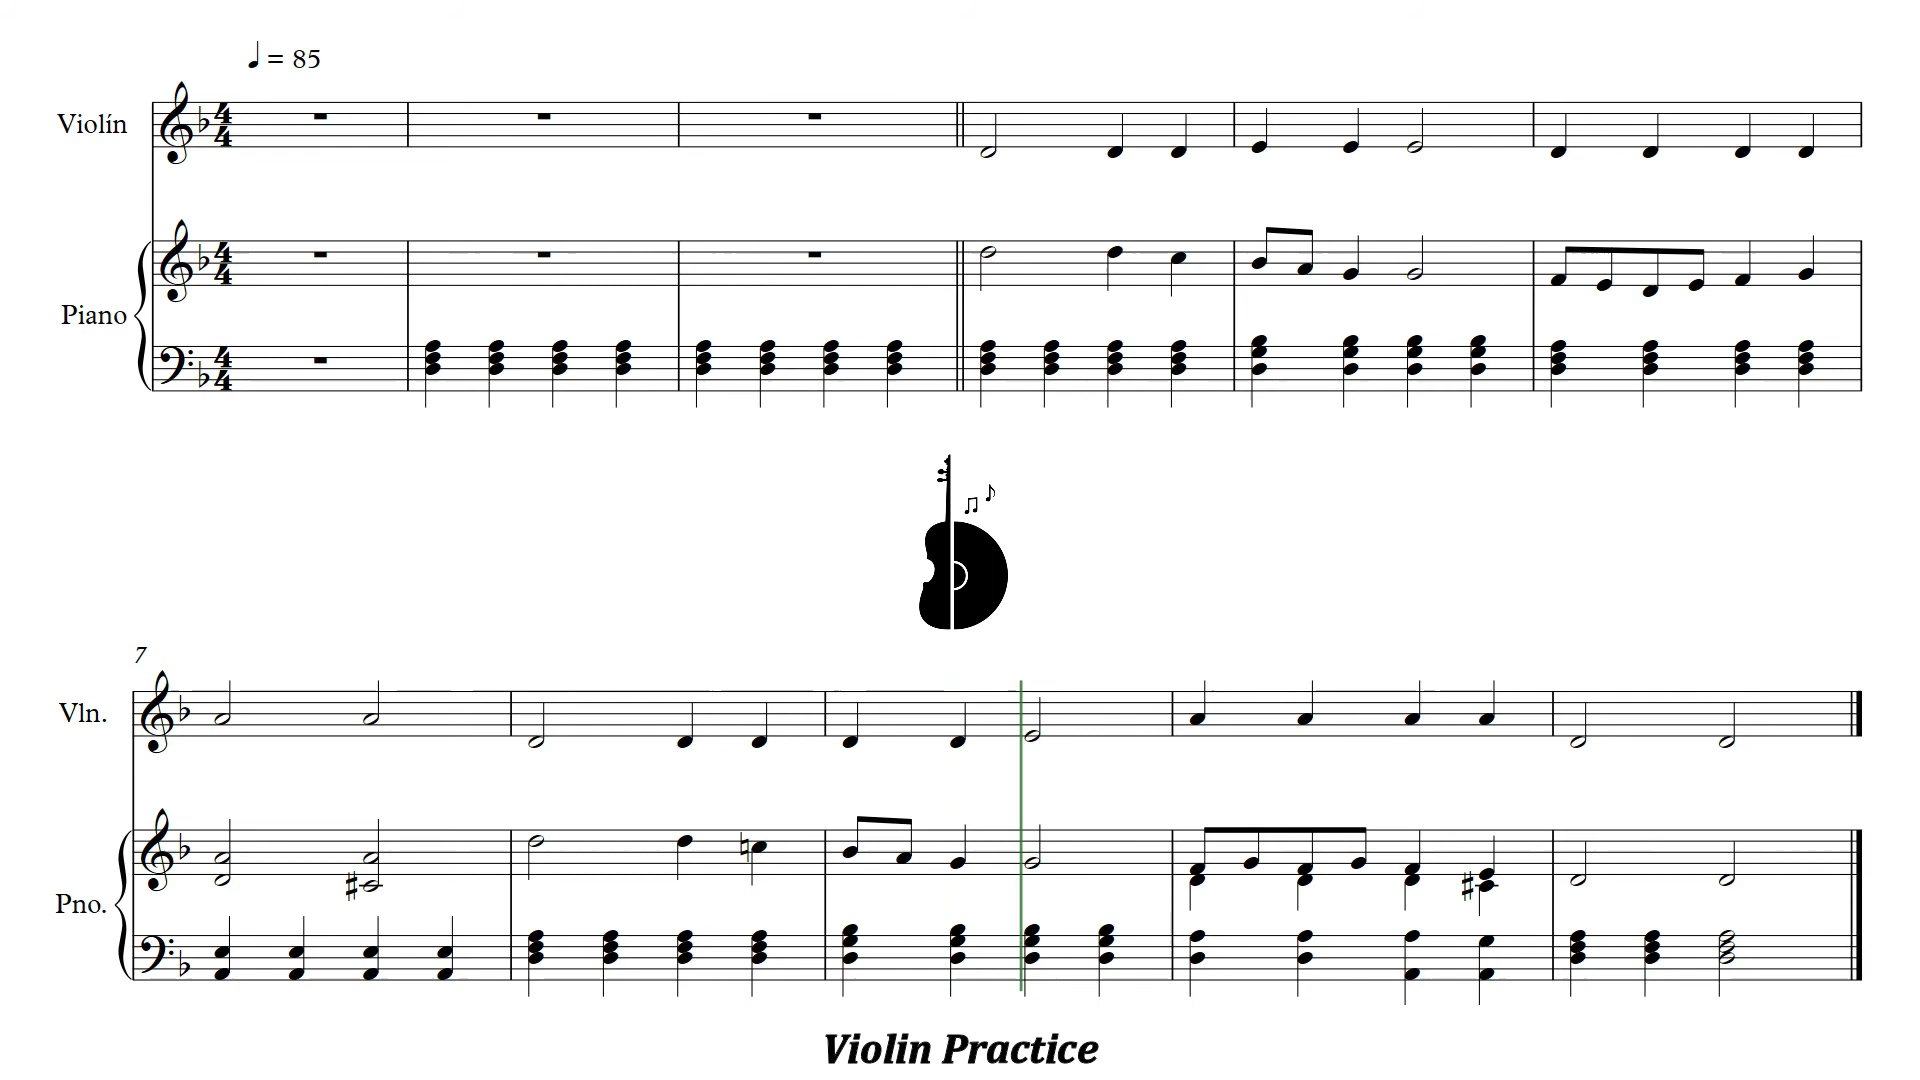 ♩ = 85
Violín
Piano
7
Vln.
Pno.
Violin Practice